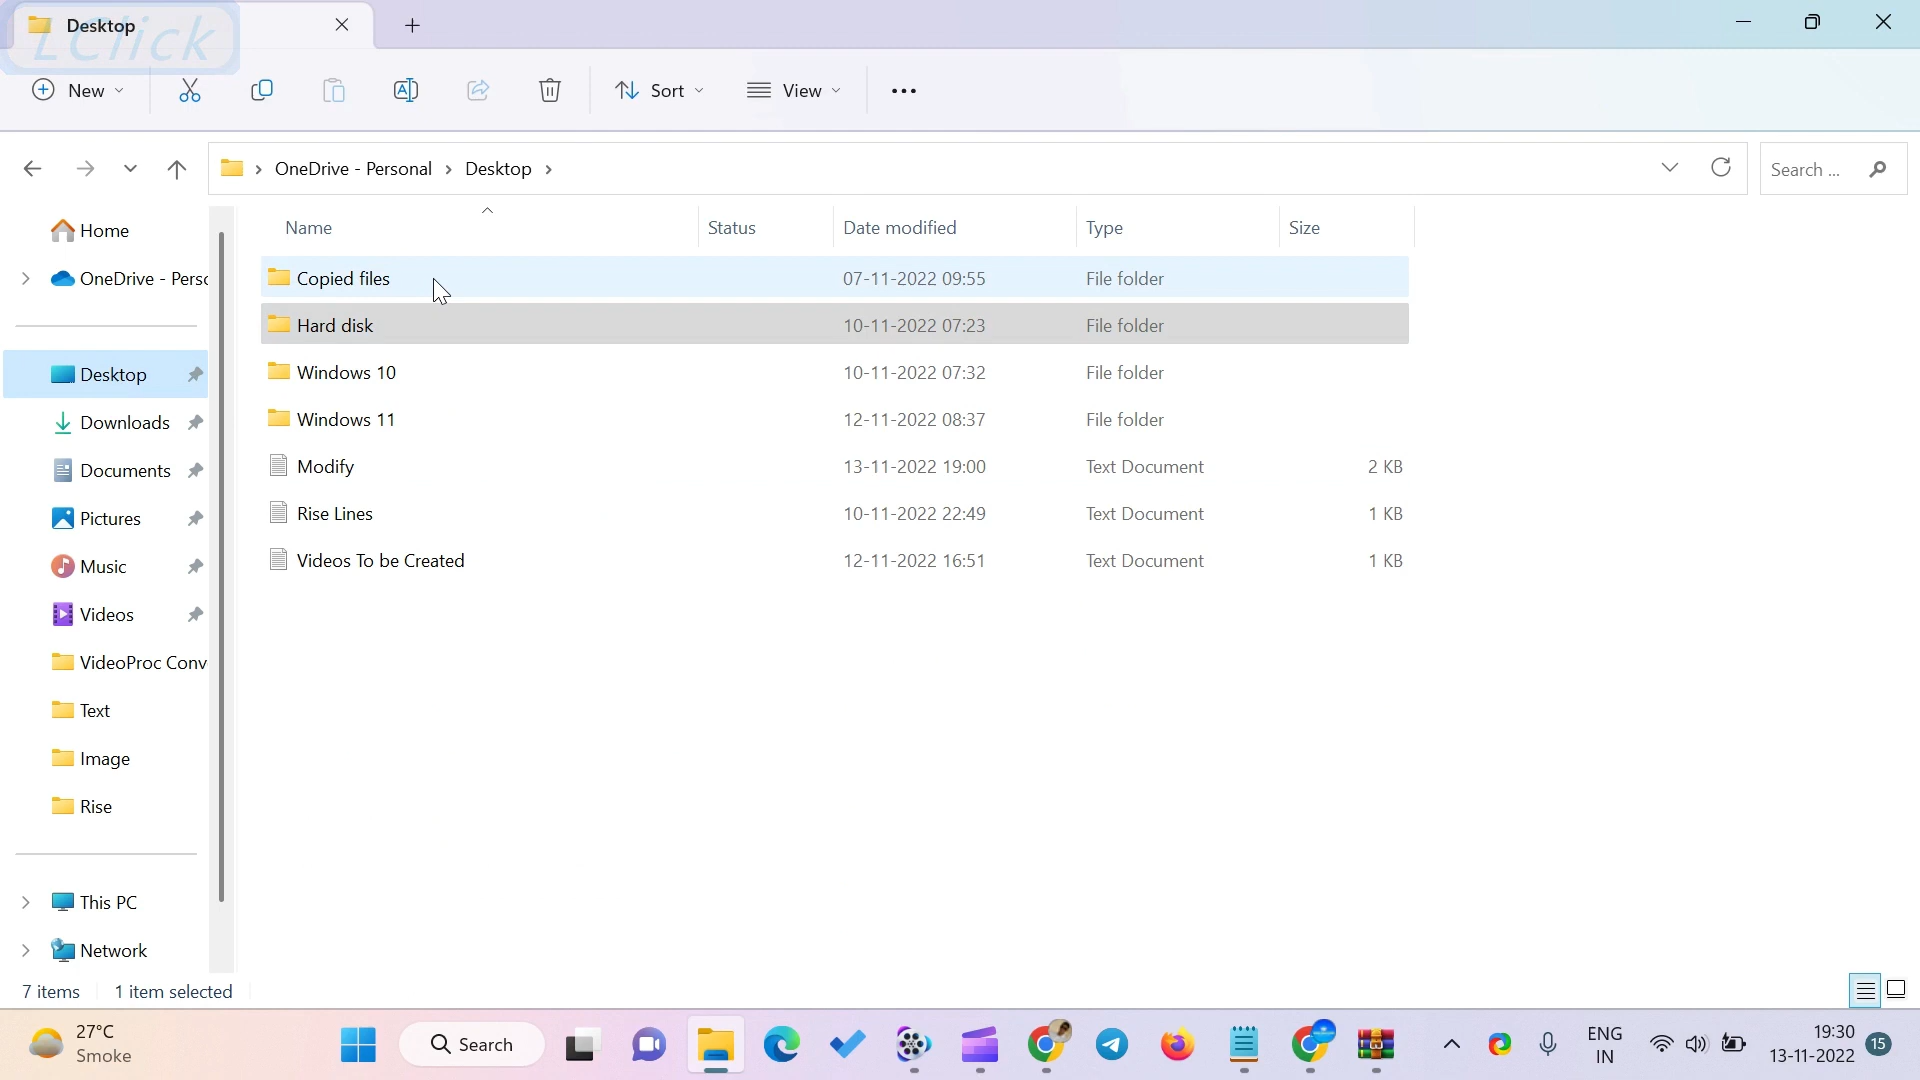 Desktop
LClick
New
Sort
View
OneDrive - Personal
Desktop
Search ...
Name
Status
Date modified
Type
Size
Home
OneDrive - Perso
Desktop
Downloads
Documents
Pictures
Music
Videos
VideoProc Conv
Text
Image
Rise
This PC
Network
Copied files 07-11-2022 09:55 File folder
Hard disk 10-11-2022 07:23 File folder
Windows 10 10-11-2022 07:32 File folder
Windows 11 12-11-2022 08:37 File folder
Modify 13-11-2022 19:00 Text Document 2 KB
Rise Lines 10-11-2022 22:49 Text Document 1 KB
Videos To be Created 12-11-2022 16:51 Text Document 1 KB
7 items 1 item selected
27°C
Smoke
Search
ENG
IN
19:30
13-11-2022
15